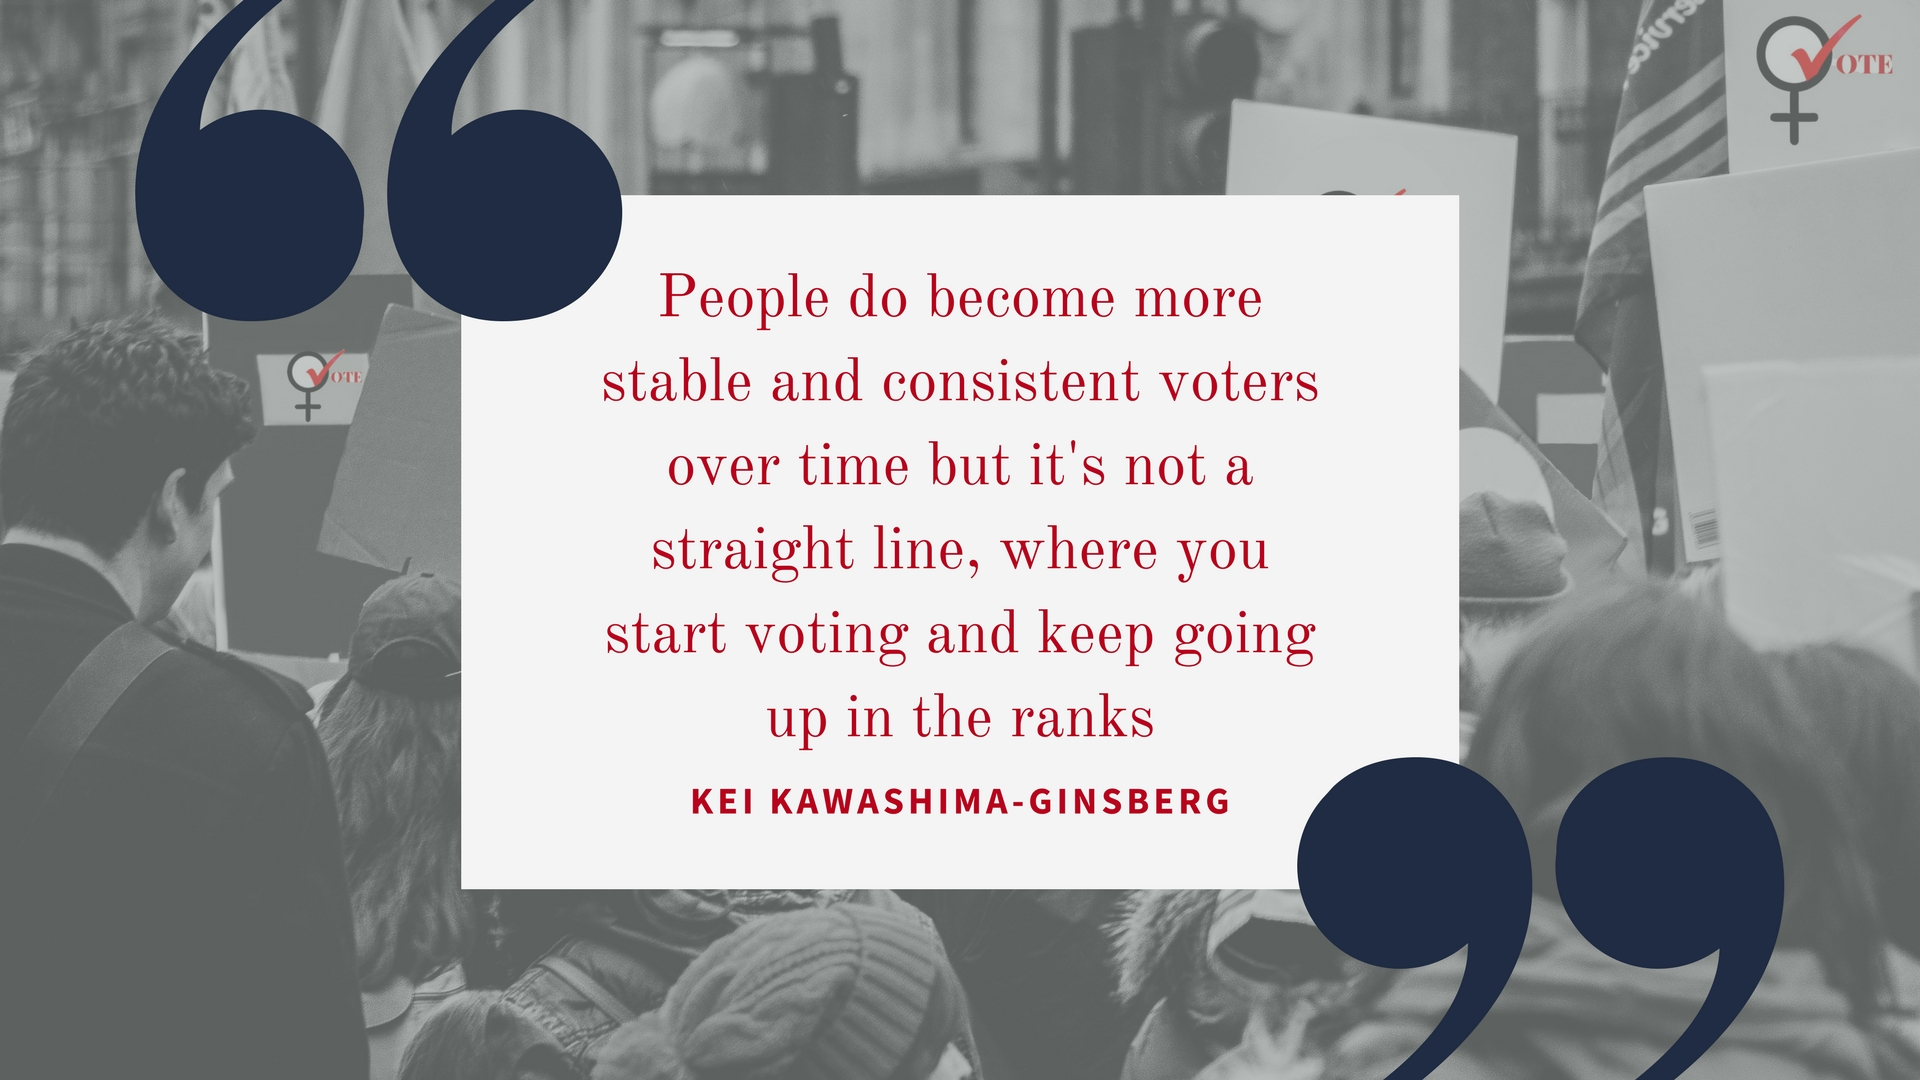 ervice
OTE
OTE
People do become more
stable and consistent voters
over time but it's not a
straight line, where you
start voting and keep going
up in the ranks
KEI KAWASHIMA-GINSBERG